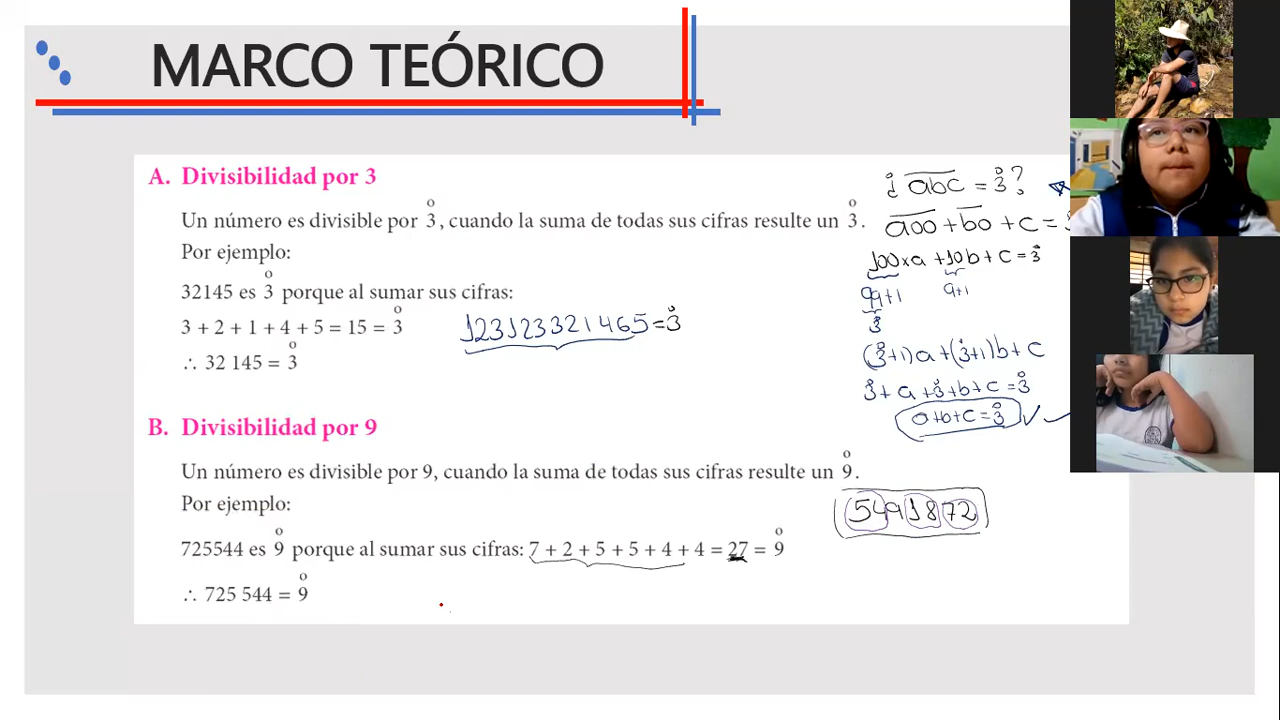 MARCO TEÓRICO
A. Divisibilidad por 3
Un número es divisible por 3̊, cuando la suma de todas sus cifras resulte un 3̊.
Por ejemplo:
32145 es 3̊ porque al sumar sus cifras:
3 + 2 + 1 + 4 + 5 = 15 = 3̊
∴ 32 145 = 3̊
123123321465 = 3̊
B. Divisibilidad por 9
Un número es divisible por 9, cuando la suma de todas sus cifras resulte un 9̊.
Por ejemplo:
725544 es 9̊ porque al sumar sus cifras: 7 + 2 + 5 + 5 + 4 + 4 = 27 = 9̊
∴ 725 544 = 9̊
¿ abc = 3̊ ?
a00 + b0 + c =
100xa + 10b + c = 3̊
99+1 9+1
3̊
(3̊+1)a + (3̊+1)b + c
3̊ + a + 3̊ + b + c = 3̊
a+b+c = 3̊ ✓
5491872